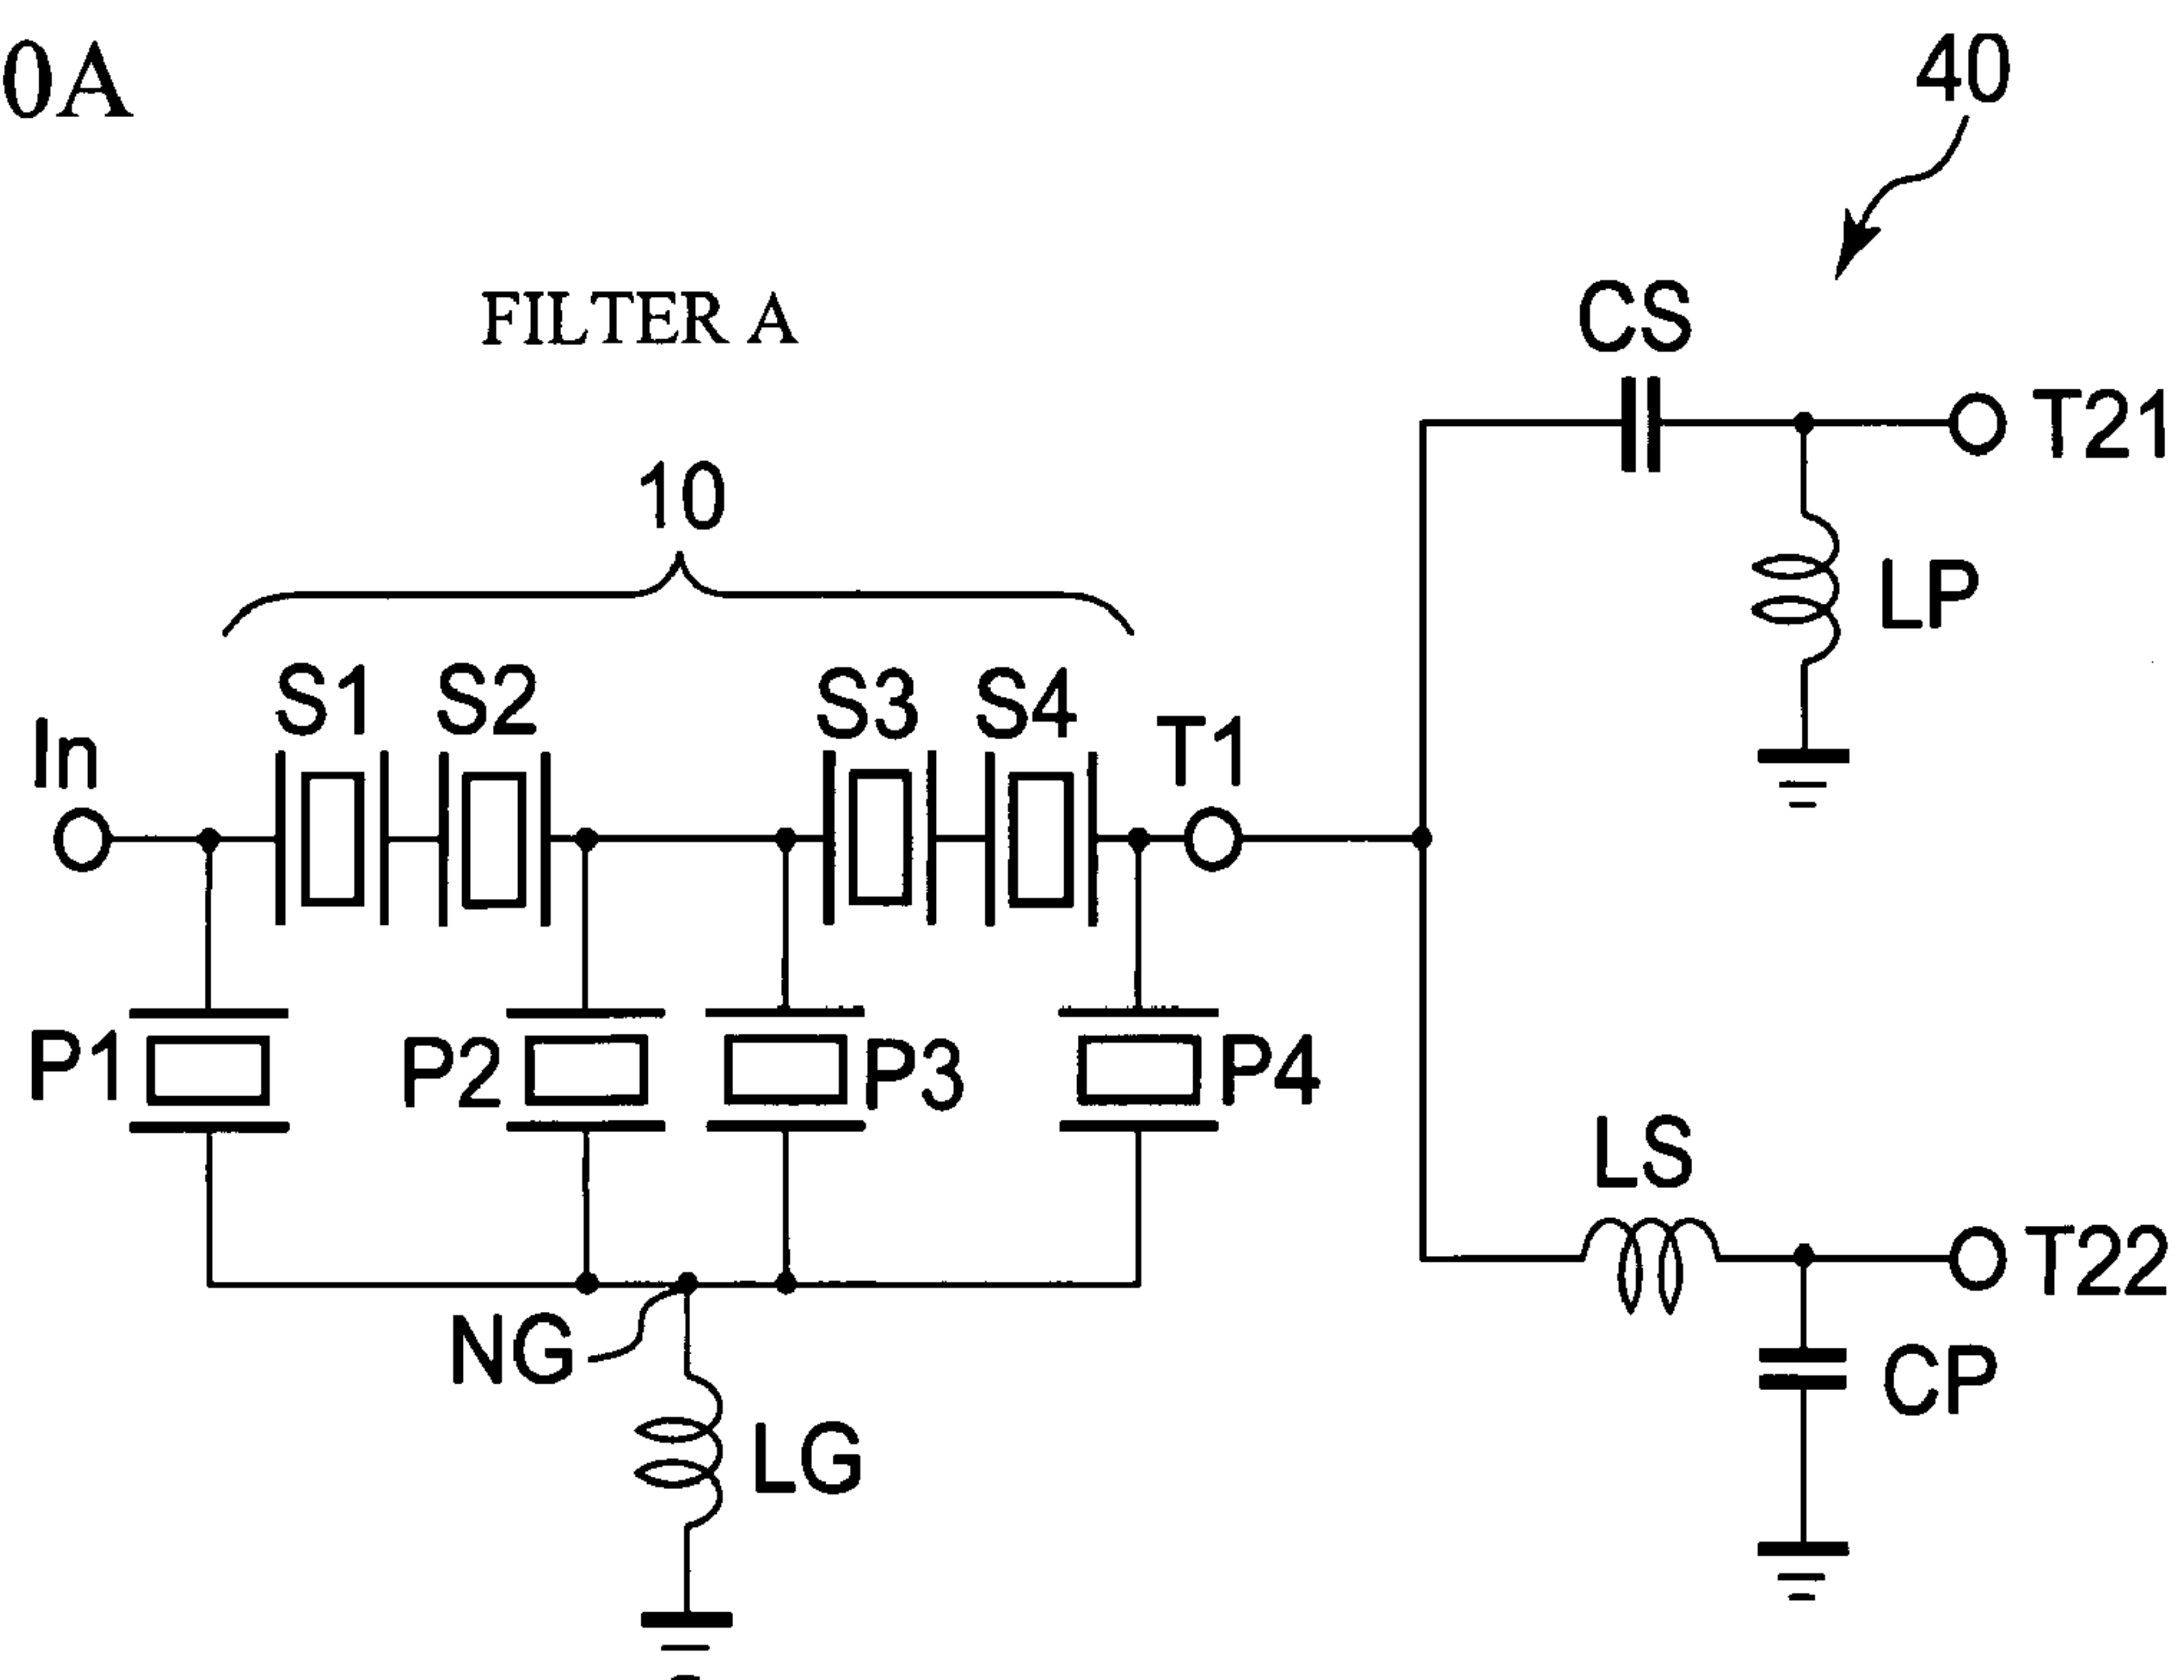 0A
40
FILTER A
CS
T21
10
LP
S1
S2
S3
S4
T1
In
P1
P2
P3
P4
LS
T22
NG
CP
LG